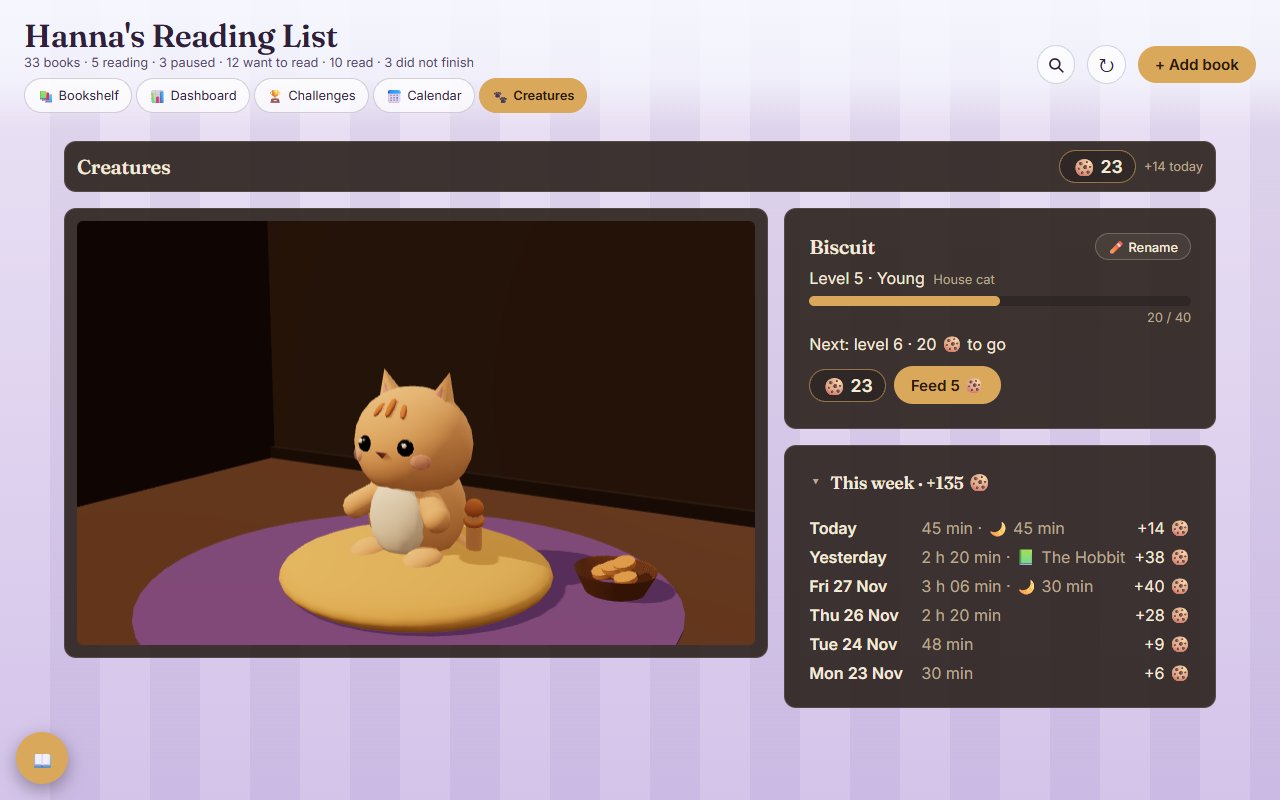 Hanna's Reading List
33 books · 5 reading · 3 paused · 12 want to read · 10 read · 3 did not finish
Bookshelf
Dashboard
Challenges
Calendar
Creatures
+ Add book
Creatures
23
+14 today
Biscuit
Rename
Level 5 · Young House cat
20 / 40
Next: level 6 · 20 to go
23
Feed 5
This week · +135
Today 45 min · 45 min +14
Yesterday 2 h 20 min · The Hobbit +38
Fri 27 Nov 3 h 06 min · 30 min +40
Thu 26 Nov 2 h 20 min +28
Tue 24 Nov 48 min +9
Mon 23 Nov 30 min +6